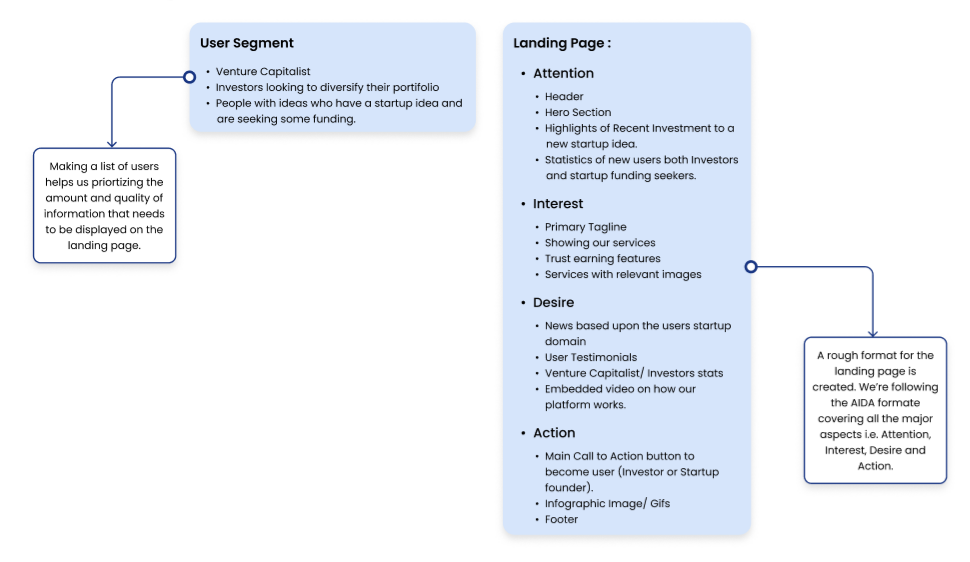 User Segment
• Venture Capitalist
• Investors looking to diversify their portifolio
• People with ideas who have a startup idea and
are seeking some funding.
Making a list of users
helps us priortizing the
amount and quality of
information that needs
to be displayed on the
landing page.
Landing Page :
• Attention
• Header
• Hero Section
• Highlights of Recent Investment to a
new startup idea.
• Statistics of new users both Investors
and startup funding seekers.
• Interest
• Primary Tagline
• Showing our services
• Trust earning features
• Services with relevant images
• Desire
• News based upon the users startup
domain
• User Testimonials
• Venture Capitalist/ Investors stats
• Embedded video on how our
platform works.
• Action
• Main Call to Action button to
become user (Investor or Startup
founder).
• Infographic Image/ Gifs
• Footer
A rough format for the
landing page is
created. We're following
the AIDA formate
covering all the major
aspects i.e. Attention,
Interest, Desire and
Action.